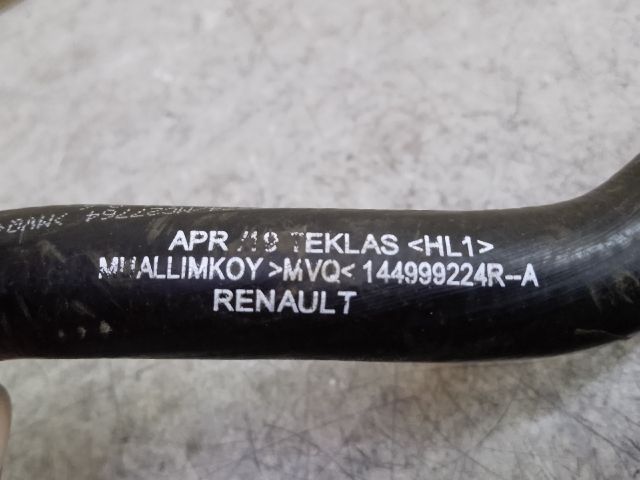 APR /19 TEKLAS <HL1>
MUALLIMKOY >MVQ< 144999224R--A
RENAULT